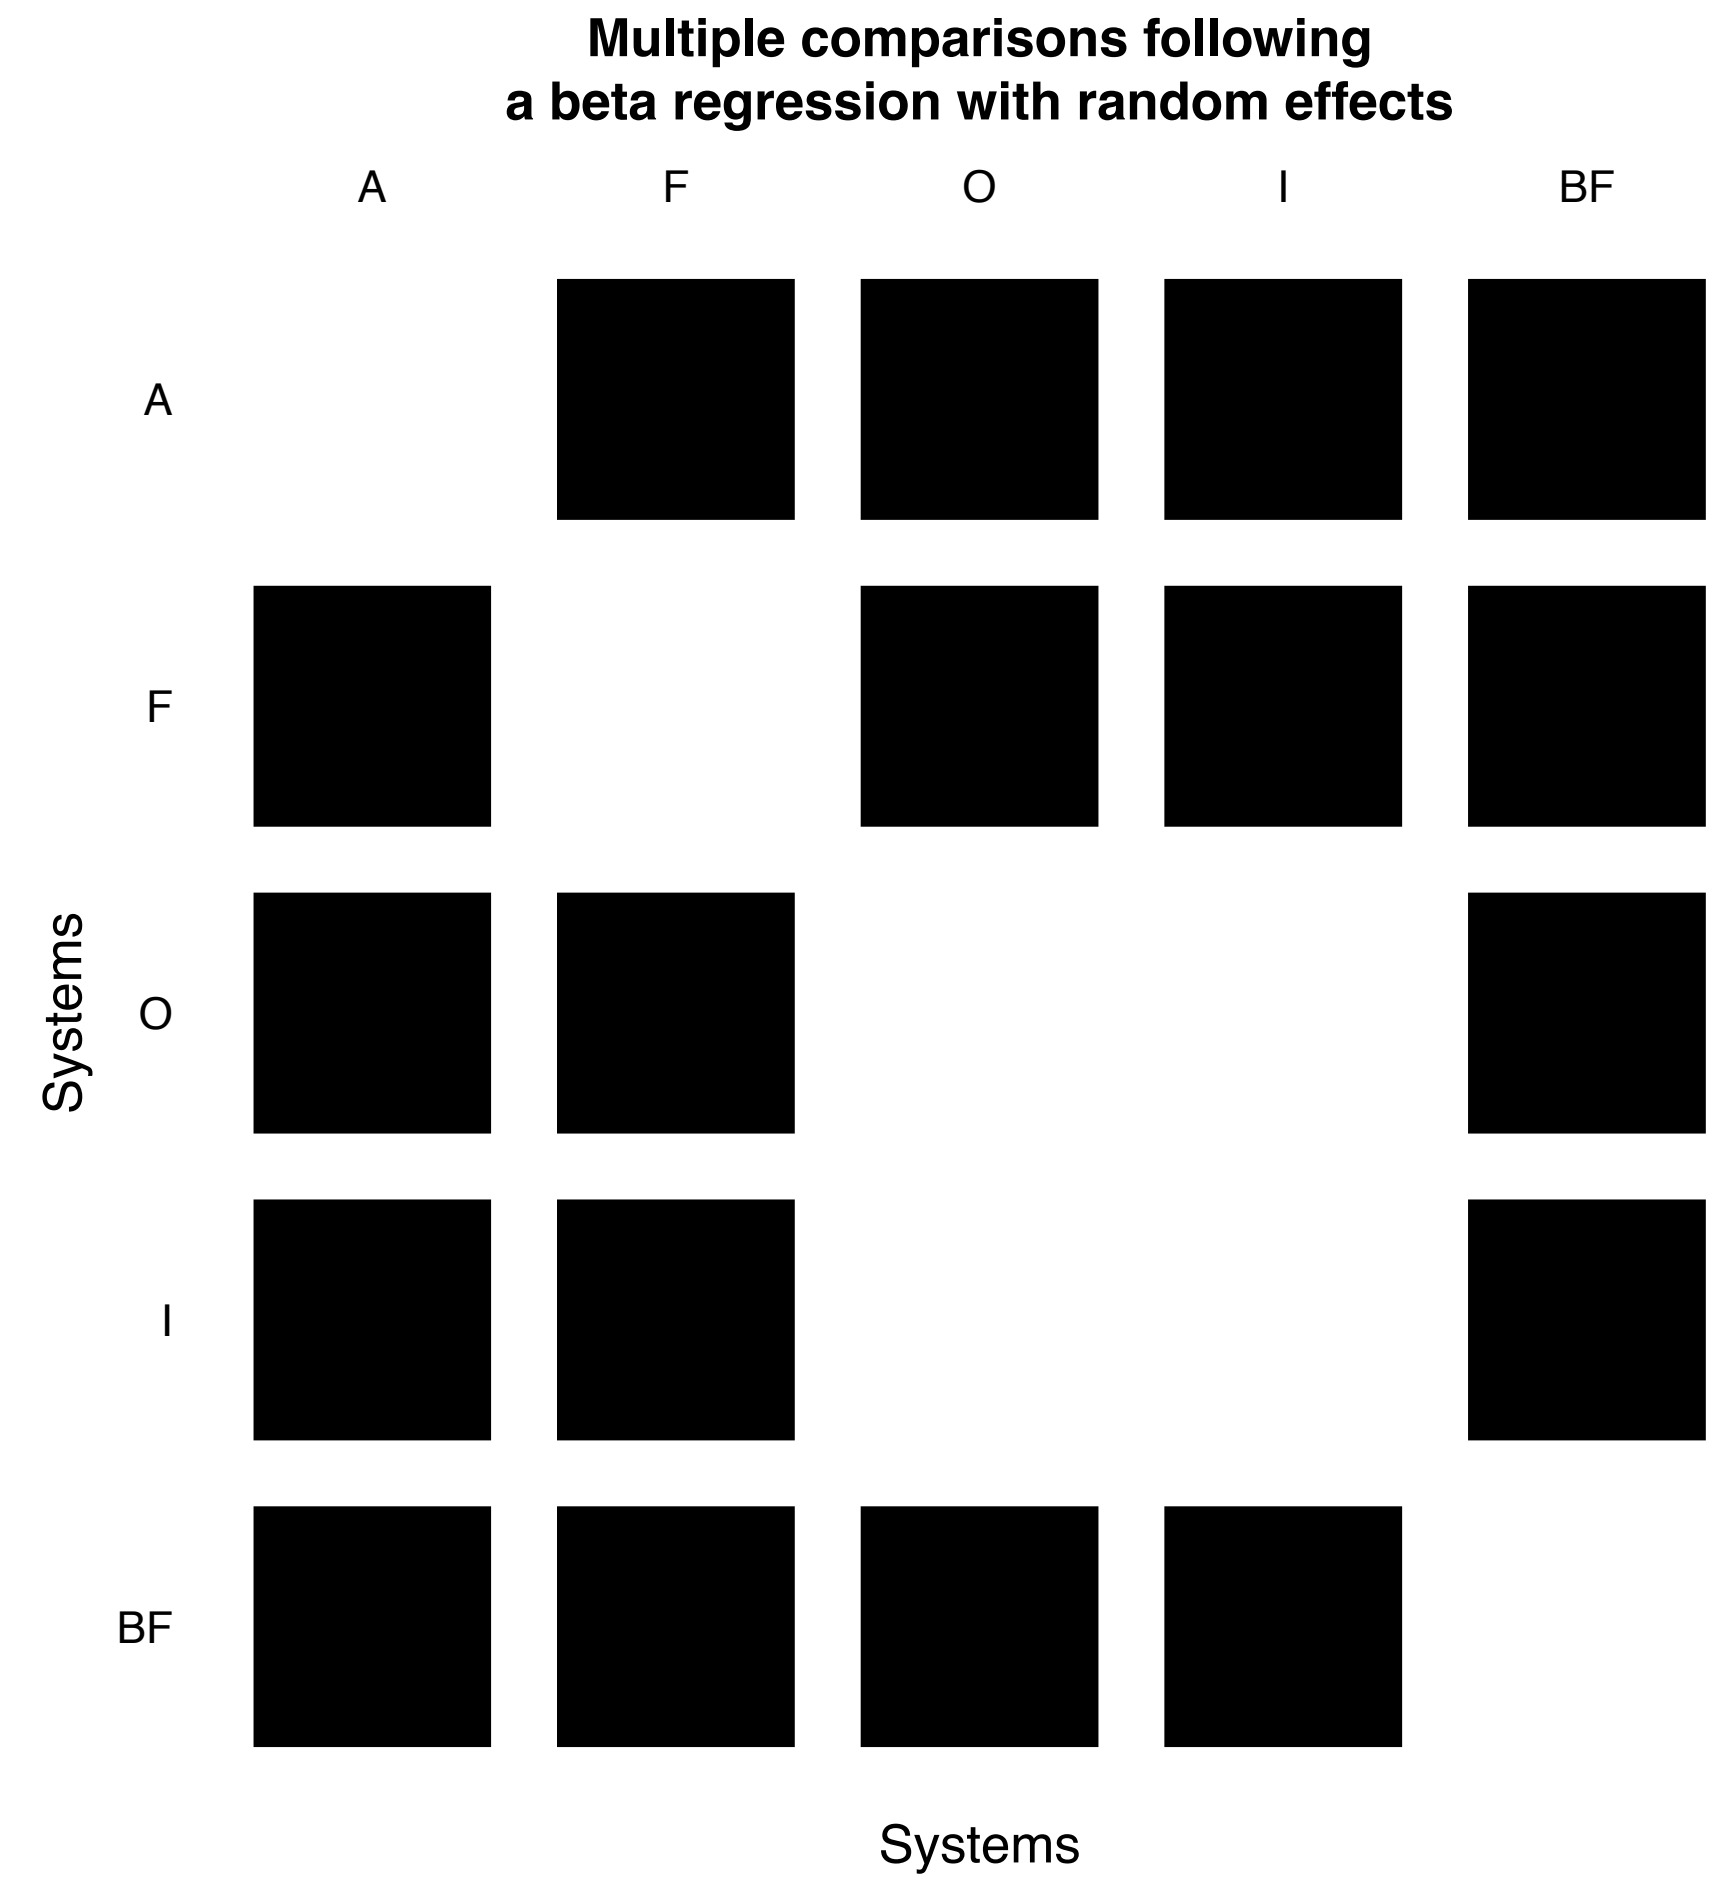 Multiple comparisons following
a beta regression with random effects
A F O I BF
A
F
O
I
BF
Systems
Systems